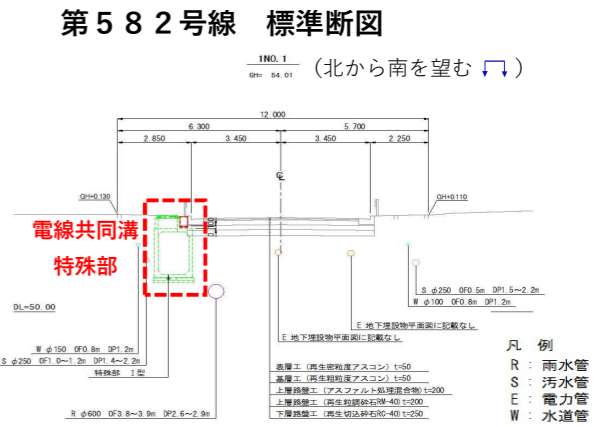 第５８２号線　標準断図
1NO. 1
GH= 54.01
（北から南を望む　）
12.000
6.300　5.700
2.850　3.450　3.450　2.250
GH+0.130
GH+0.110
電線共同溝
特殊部
DL=50.00
S φ250 OF0.5m DP1.5～2.2m
W φ100 OF0.8m DP1.2m
E 地下埋設物平面図に記載なし
E 地下埋設物平面図に記載なし
W φ150 OF0.8m DP1.2m
S φ250 OF1.0～1.2m DP1.4～2.2m
特殊部 I型
R φ600 OF3.8～3.9m DP2.6～2.9m
表層工（再生密粒度アスコン）t=50
基層工（再生粗粒度アスコン）t=50
上層路盤工（アスファルト処理混合物）t=200
上層路盤工（再生粒調砕石RM-40）t=200
下層路盤工（再生切込砕石RC-40）t=250
凡　例
R：雨水管
S：汚水管
E：電力管
W：水道管